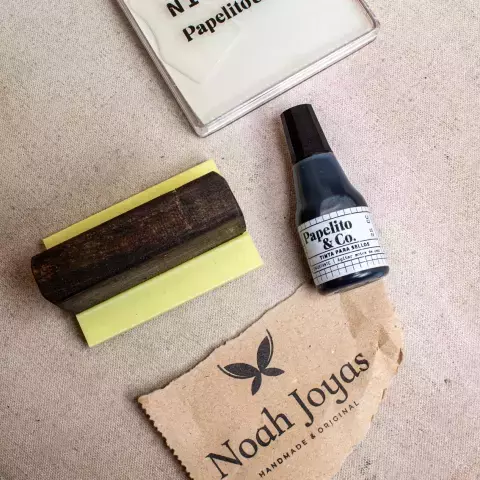 Papelito
Papelito
& Co.
TINTA PARA SELLOS
Noah Joyas
HANDMADE & ORIGINAL